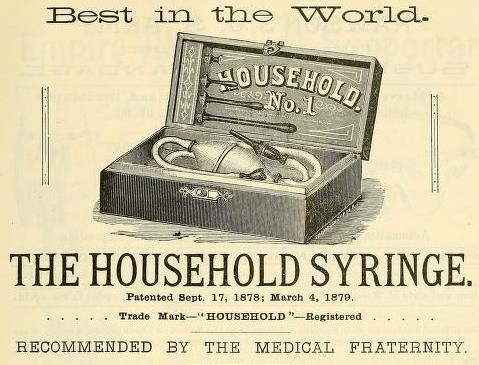 Best in the World.
HOUSEHOLD.
No. 1
THE HOUSEHOLD SYRINGE.
Patented Sept. 17, 1878; March 4, 1879.
. . . . . Trade Mark—"HOUSEHOLD"—Registered . . . . .
RECOMMENDED BY THE MEDICAL FRATERNITY.